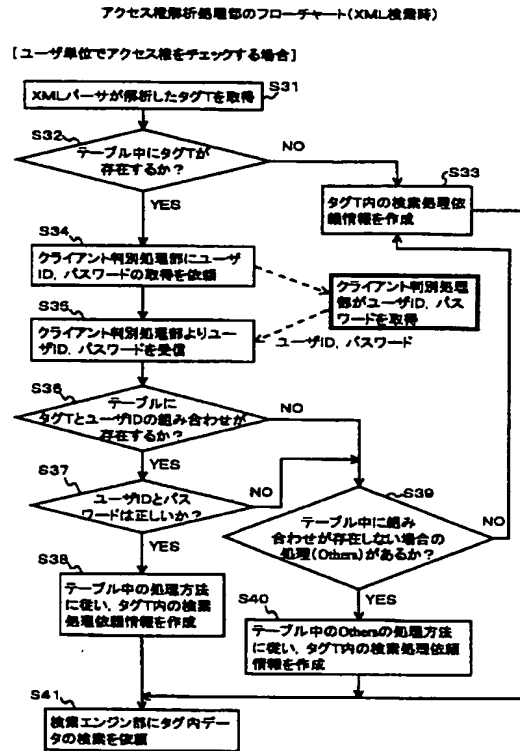 アクセス権解析処理部のフローチャート(XML検索時)
[ユーザ単位でアクセス権をチェックする場合]
S31
XMLパーサが解析したタグTを取得
S32
テーブル中にタグTが
存在するか?
NO
YES
S33
タグT内の検索処理依
頼情報を作成
S34
クライアント判別処理部にユーザ
ID, パスワードの取得を依頼
クライアント判別処理
部がユーザID, パス
ワードを取得
S35
クライアント判別処理部よりユー
ザID, パスワードを受信
ユーザID, パスワード
S36
テーブルに
タグTとユーザIDの組み合わせが
存在するか?
NO
YES
S37
ユーザIDとパス
ワードは正しいか?
NO
YES
S39
テーブル中に組み
合わせが存在しない場合の
処理(Others)があるか?
NO
YES
S38
テーブル中の処理方法
に従い, タグT内の検索
処理依頼情報を作成
S40
テーブル中のOthersの処理方法
に従い, タグT内の検索処理依頼
情報を作成
S41
検索エンジン部にタグ内デー
タの検索を依頼